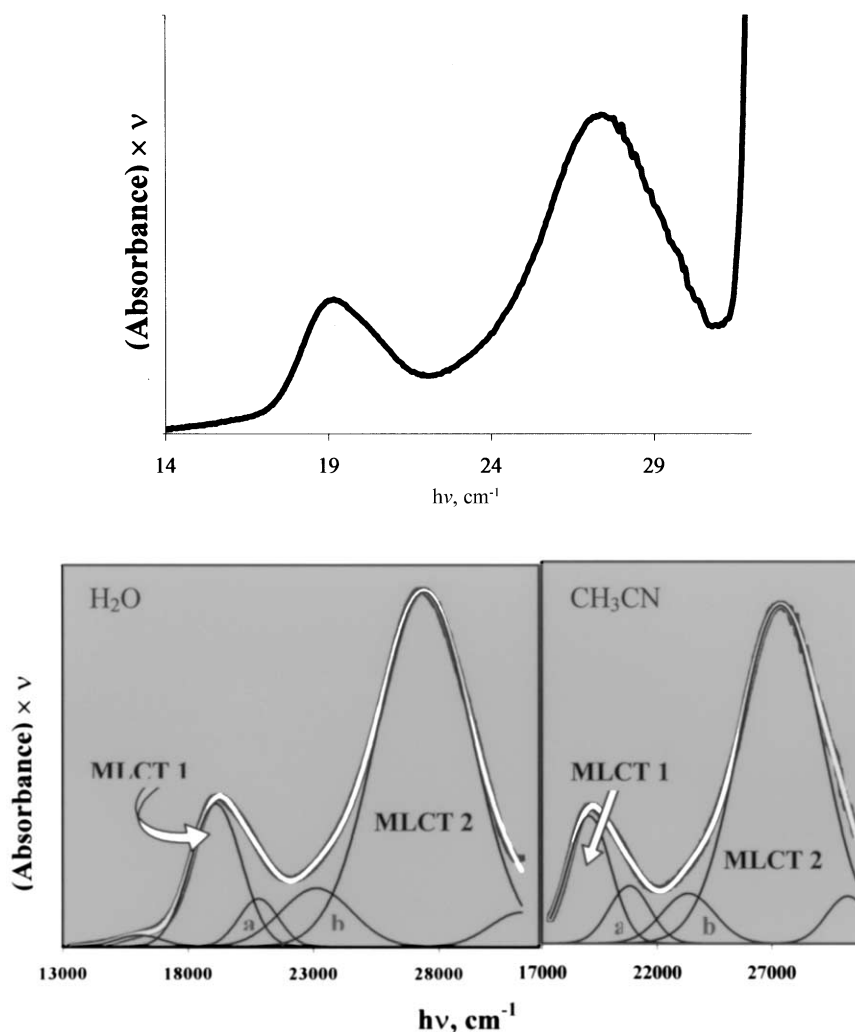 (Absorbance) × ν
14 19 24 29
hν, cm-1
(Absorbance) × ν
H2O
MLCT 1
MLCT 2
a b
CH3CN
MLCT 1
MLCT 2
a b
13000 18000 23000 28000 17000 22000 27000
hν, cm-1